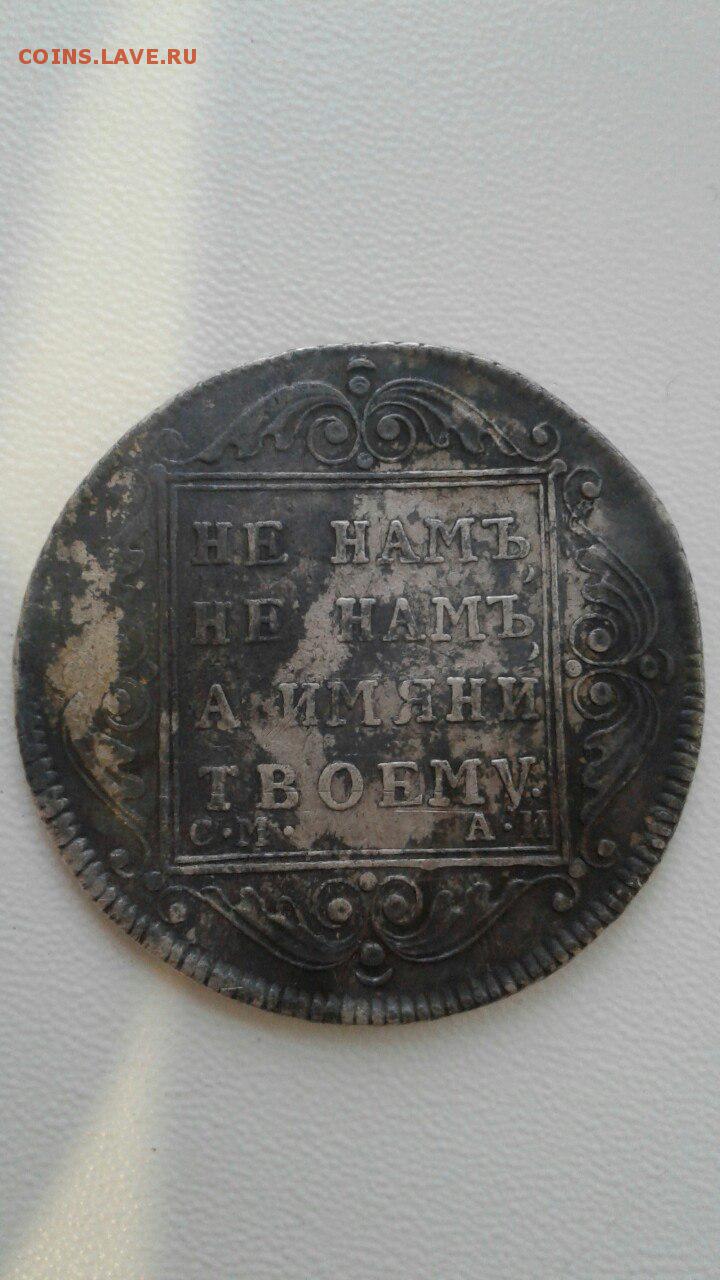 COINS.LAVE.RU
НЕ НАМЪ,
НЕ НАМЪ,
А ИМЯНИ
ТВОЕМУ.
С·М· А·И